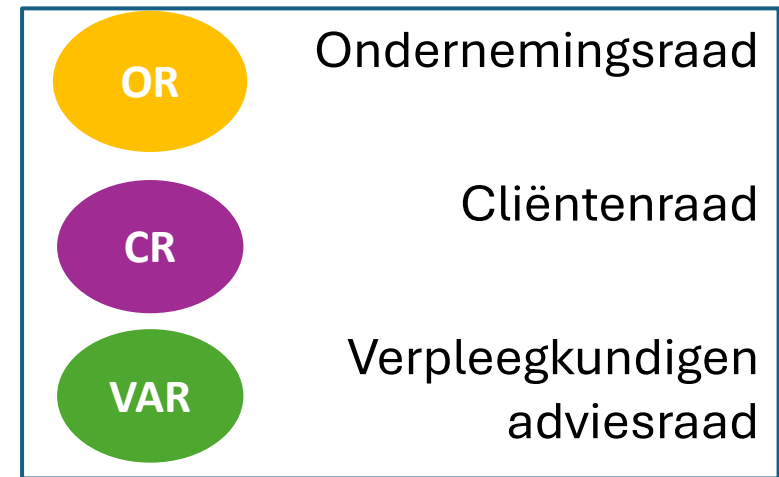 OR
Ondernemingsraad
CR
Cliëntenraad
VAR
Verpleegkundigen
adviesraad